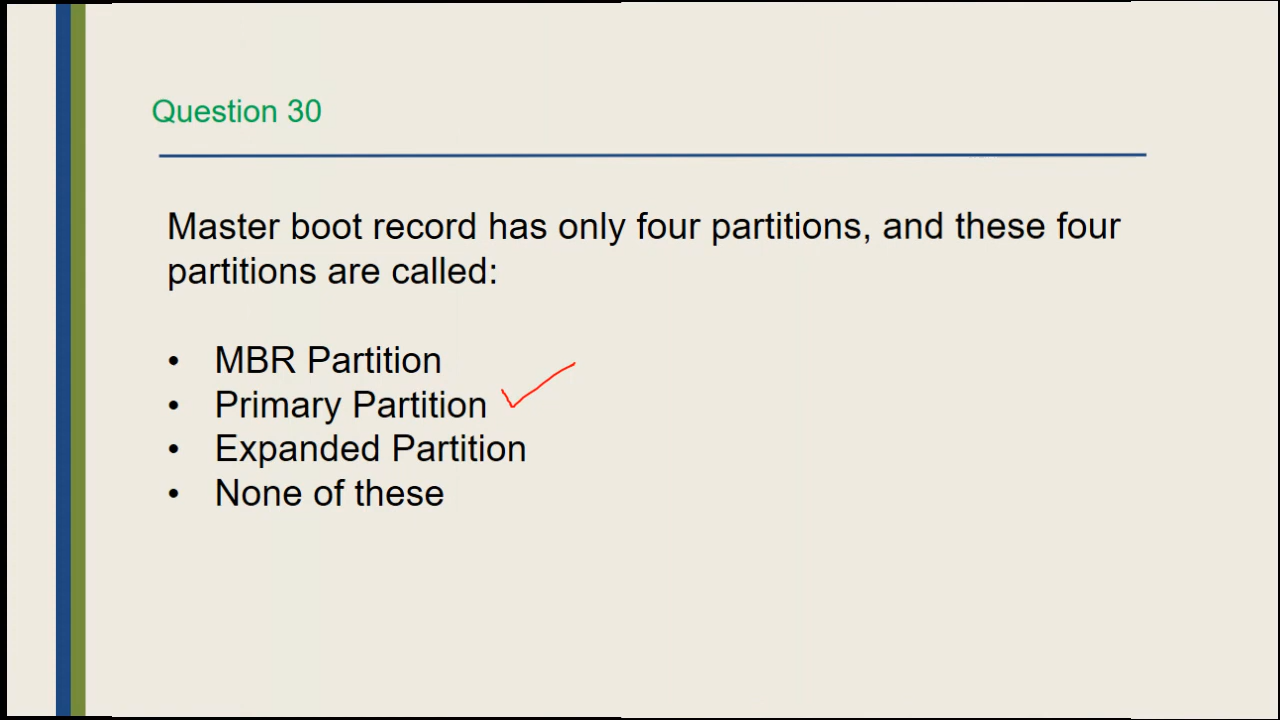 Question 30
Master boot record has only four partitions, and these four
partitions are called:
• MBR Partition
• Primary Partition
• Expanded Partition
• None of these